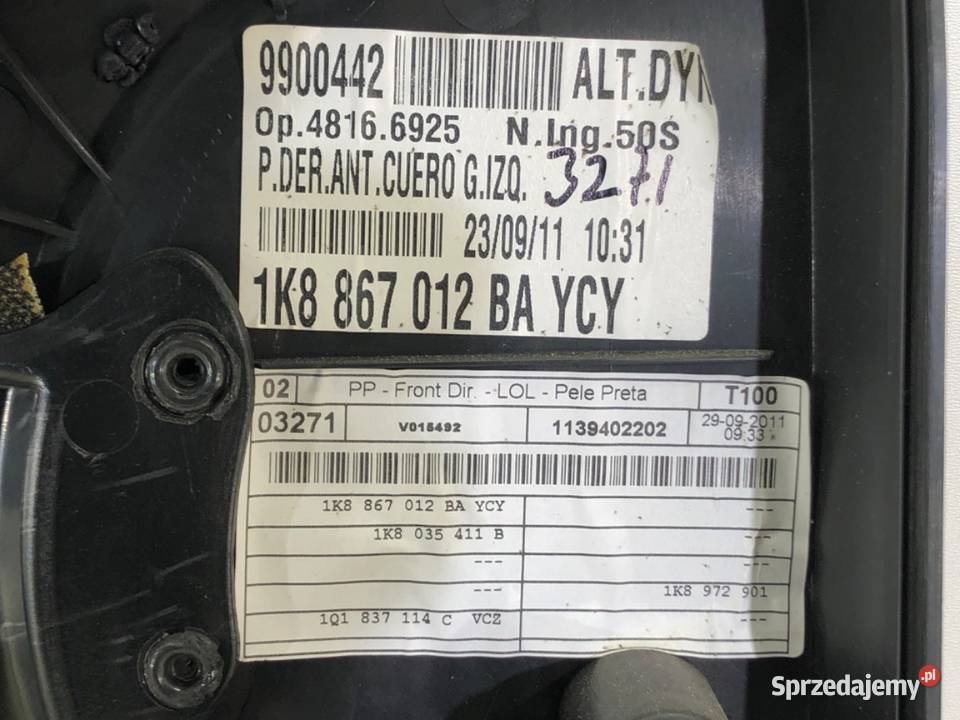 9900442 ALT.DYN
Op.4816.6925 N.Ing.50S
P.DER.ANT.CUERO G.IZQ. 3271
23/09/11 10:31
1K8 867 012 BA YCY
02 PP - Front Dir. - LOL - Pele Preta T100
03271 V015492 1139402202 29-09-2011 09:33
1K8 867 012 BA YCY ---
1K8 035 411 B ---
--- ---
--- 1K8 972 901
1Q1 837 114 C VCZ
Sprzedajemy.pl